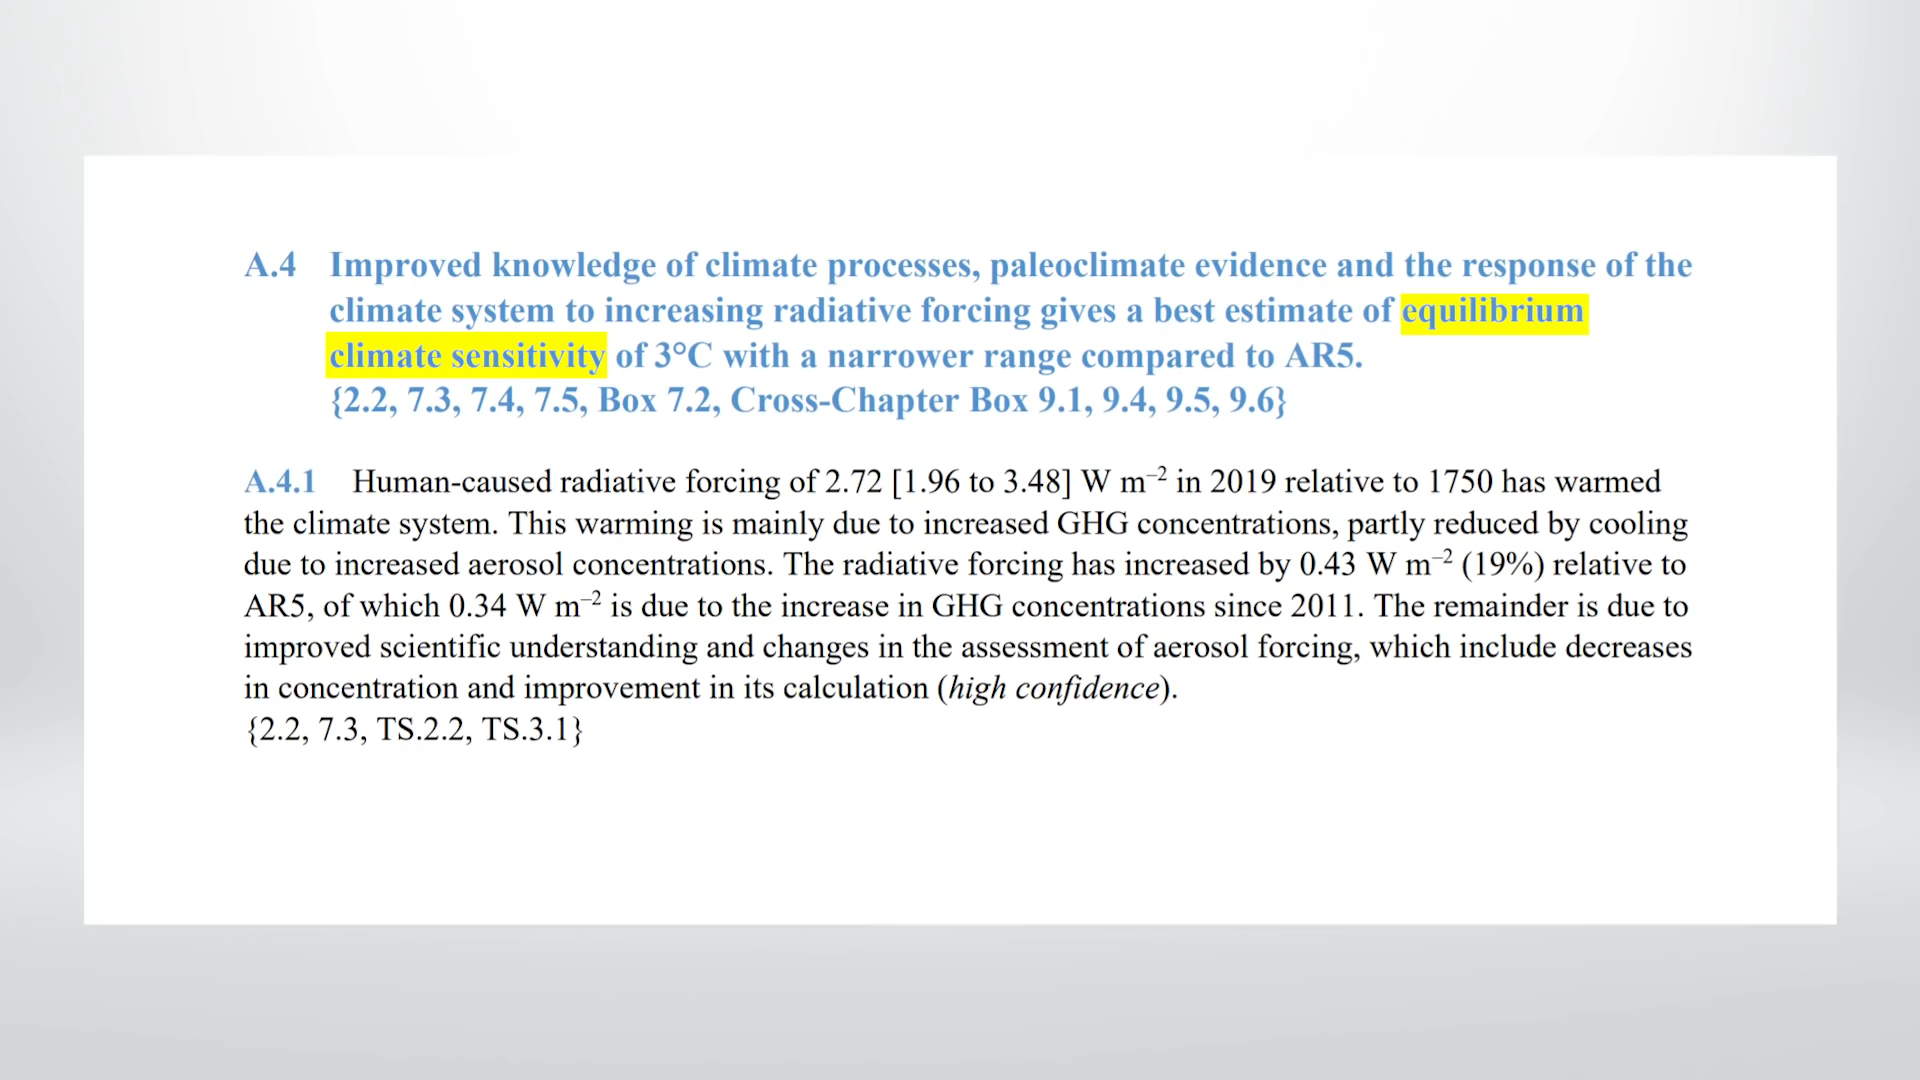 A.4 Improved knowledge of climate processes, paleoclimate evidence and the response of the
climate system to increasing radiative forcing gives a best estimate of equilibrium
climate sensitivity of 3°C with a narrower range compared to AR5.
{2.2, 7.3, 7.4, 7.5, Box 7.2, Cross-Chapter Box 9.1, 9.4, 9.5, 9.6}
A.4.1 Human-caused radiative forcing of 2.72 [1.96 to 3.48] W m⁻² in 2019 relative to 1750 has warmed
the climate system. This warming is mainly due to increased GHG concentrations, partly reduced by cooling
due to increased aerosol concentrations. The radiative forcing has increased by 0.43 W m⁻² (19%) relative to
AR5, of which 0.34 W m⁻² is due to the increase in GHG concentrations since 2011. The remainder is due to
improved scientific understanding and changes in the assessment of aerosol forcing, which include decreases
in concentration and improvement in its calculation (high confidence).
{2.2, 7.3, TS.2.2, TS.3.1}